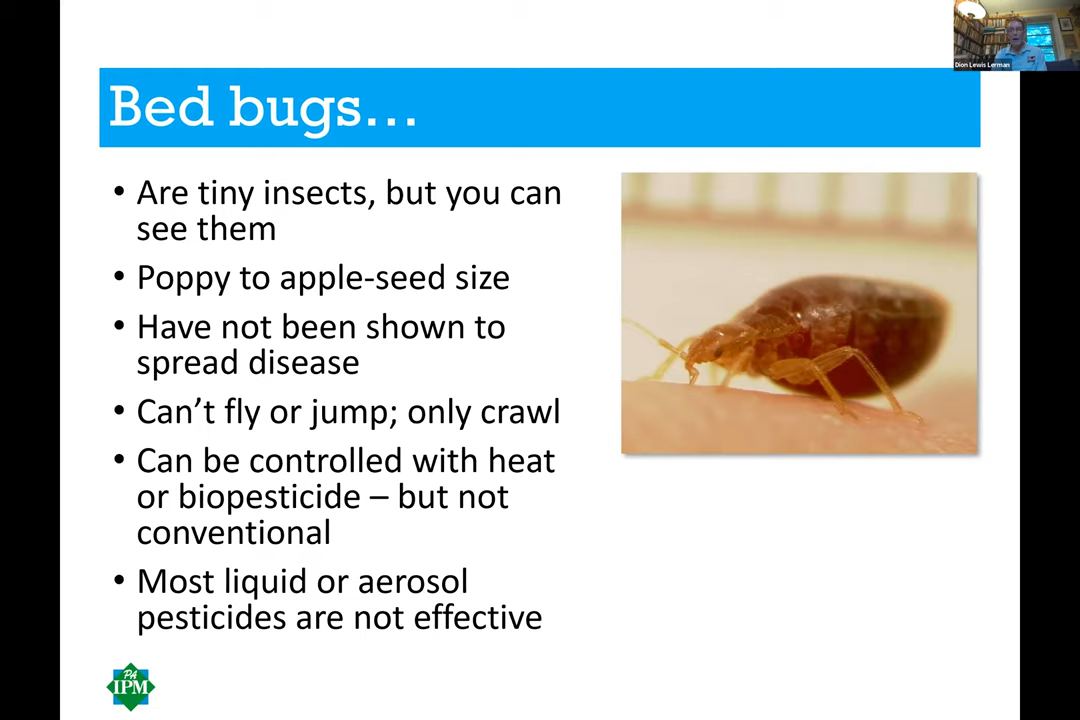 Dion Lewis Lerman
Bed bugs...
• Are tiny insects, but you can
see them
• Poppy to apple-seed size
• Have not been shown to
spread disease
• Can’t fly or jump; only crawl
• Can be controlled with heat
or biopesticide – but not
conventional
• Most liquid or aerosol
pesticides are not effective
PA
IPM